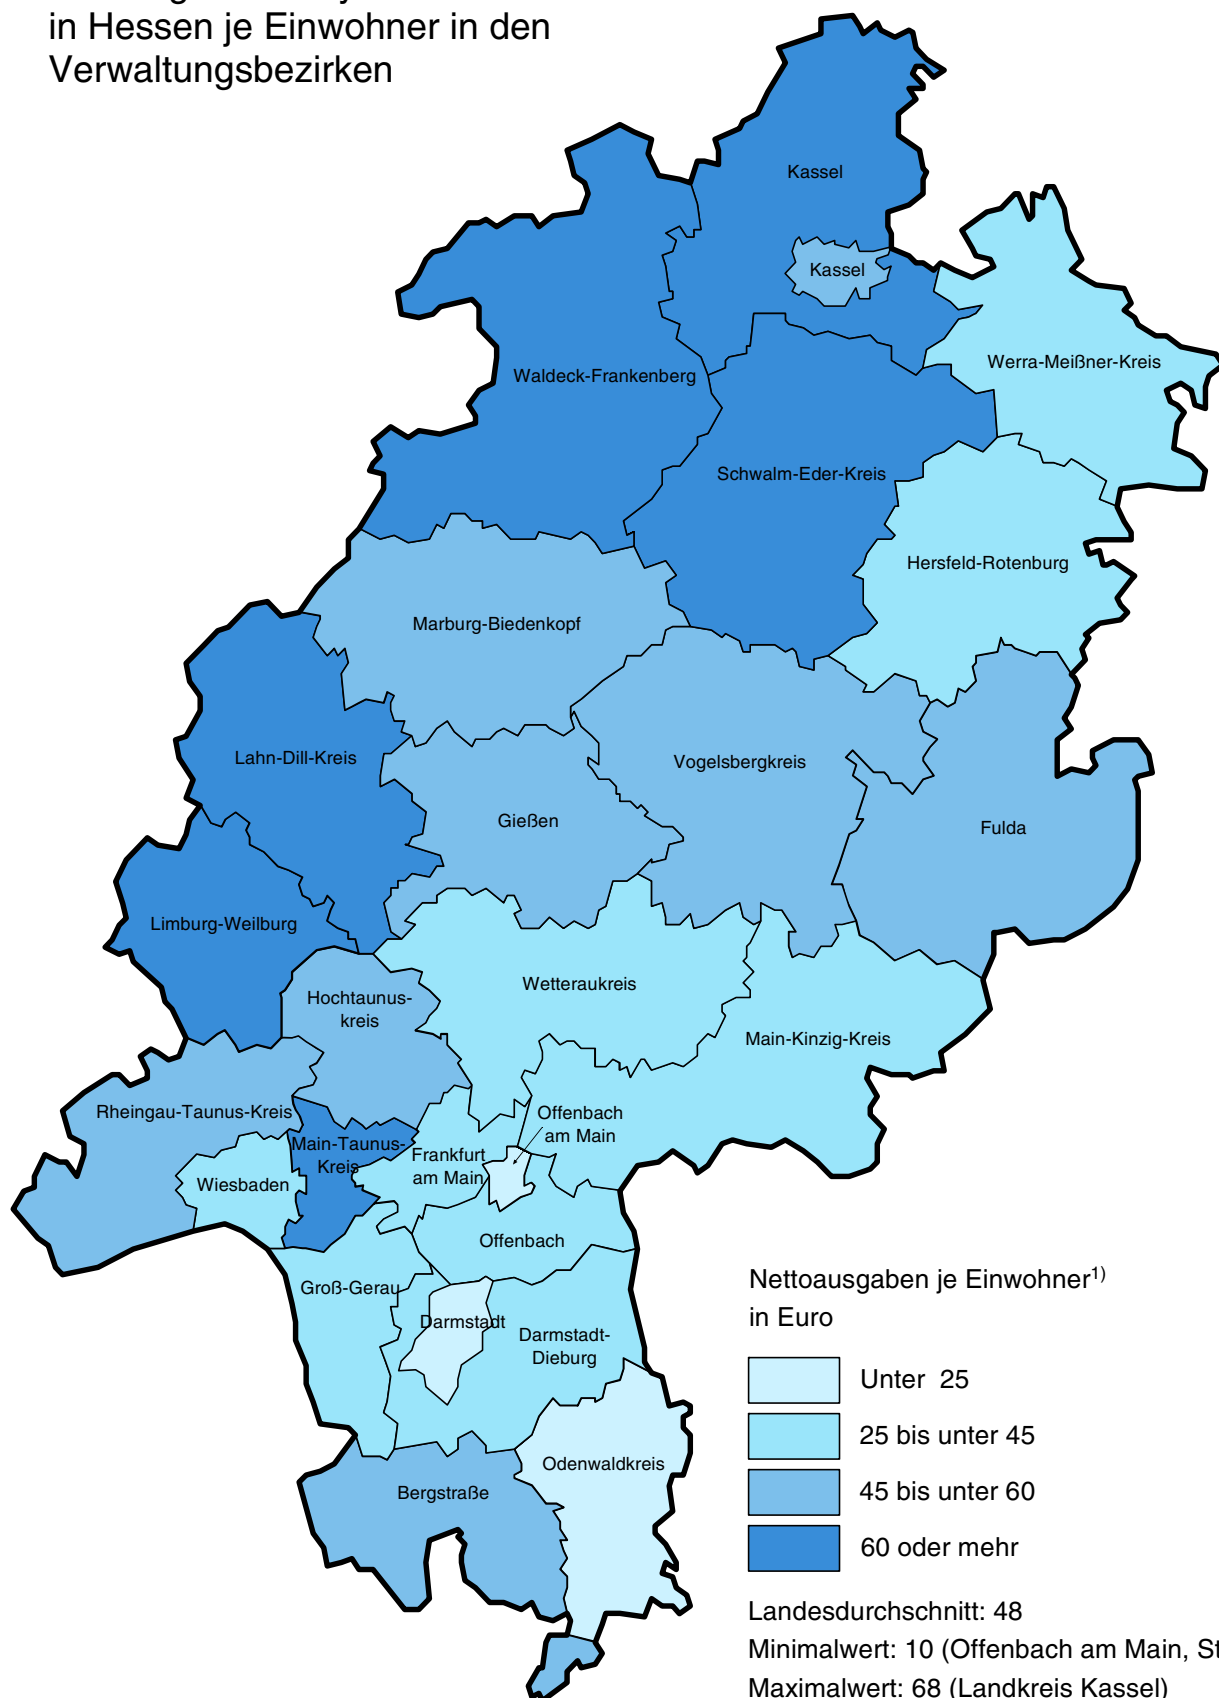 in Hessen je Einwohner in den
Verwaltungsbezirken
Kassel
Kassel
Werra-Meißner-Kreis
Waldeck-Frankenberg
Schwalm-Eder-Kreis
Hersfeld-Rotenburg
Marburg-Biedenkopf
Lahn-Dill-Kreis
Vogelsbergkreis
Gießen
Fulda
Limburg-Weilburg
Wetteraukreis
Hochtaunus-
kreis
Main-Kinzig-Kreis
Rheingau-Taunus-Kreis
Offenbach
am Main
Main-Taunus-
Kreis
Frankfurt
am Main
Wiesbaden
Offenbach
Groß-Gerau
Darmstadt
Darmstadt-
Dieburg
Odenwaldkreis
Bergstraße
Nettoausgaben je Einwohner1)
in Euro
Unter 25
25 bis unter 45
45 bis unter 60
60 oder mehr
Landesdurchschnitt: 48
Minimalwert: 10 (Offenbach am Main, St
Maximalwert: 68 (Landkreis Kassel)